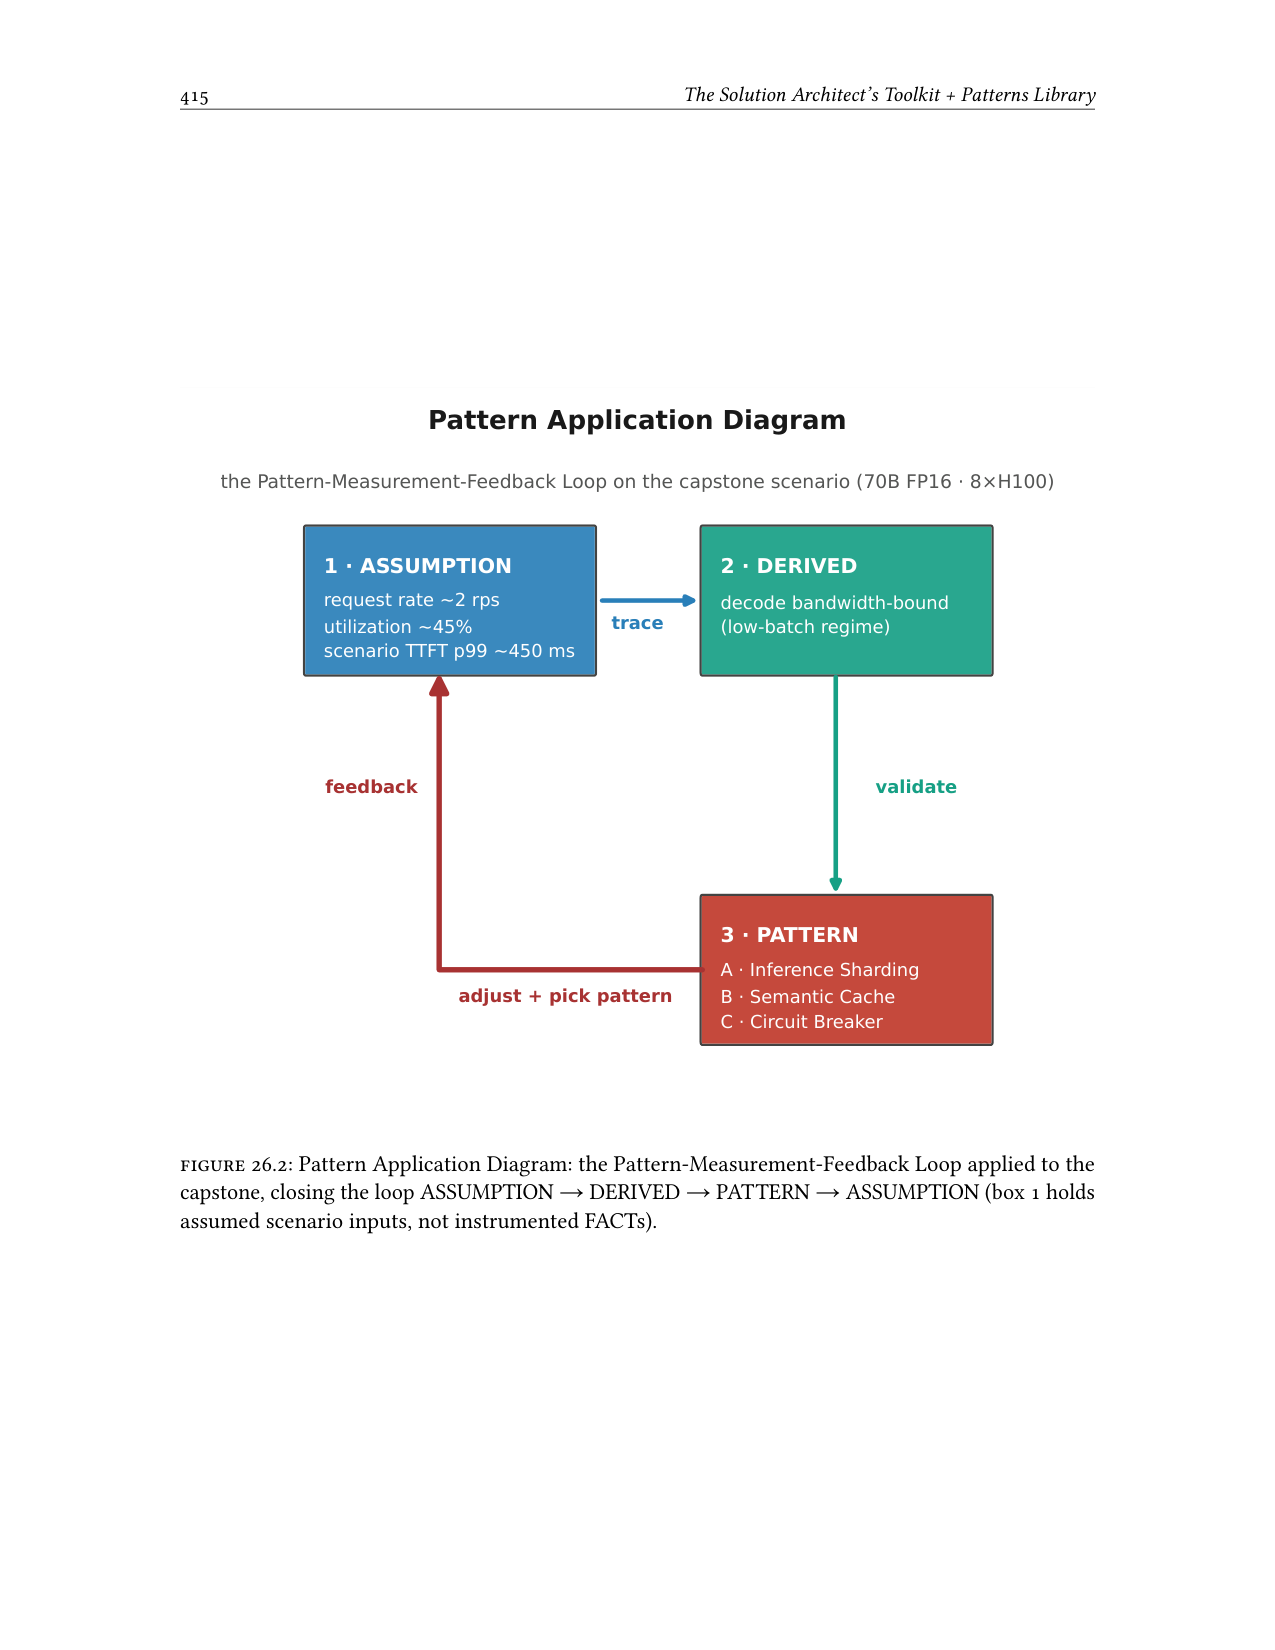 415
The Solution Architect's Toolkit + Patterns Library
Pattern Application Diagram
the Pattern-Measurement-Feedback Loop on the capstone scenario (70B FP16 · 8×H100)
1 · ASSUMPTION
request rate ~2 rps
utilization ~45%
scenario TTFT p99 ~450 ms
trace
2 · DERIVED
decode bandwidth-bound
(low-batch regime)
feedback
validate
3 · PATTERN
A · Inference Sharding
B · Semantic Cache
C · Circuit Breaker
adjust + pick pattern
FIGURE 26.2: Pattern Application Diagram: the Pattern-Measurement-Feedback Loop applied to the
capstone, closing the loop ASSUMPTION → DERIVED → PATTERN → ASSUMPTION (box 1 holds
assumed scenario inputs, not instrumented FACTs).